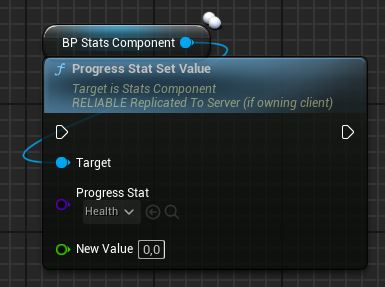 BP Stats Component
f Progress Stat Set Value
Target is Stats Component
RELIABLE Replicated To Server (if owning client)
Target
Progress Stat
Health
New Value 0,0